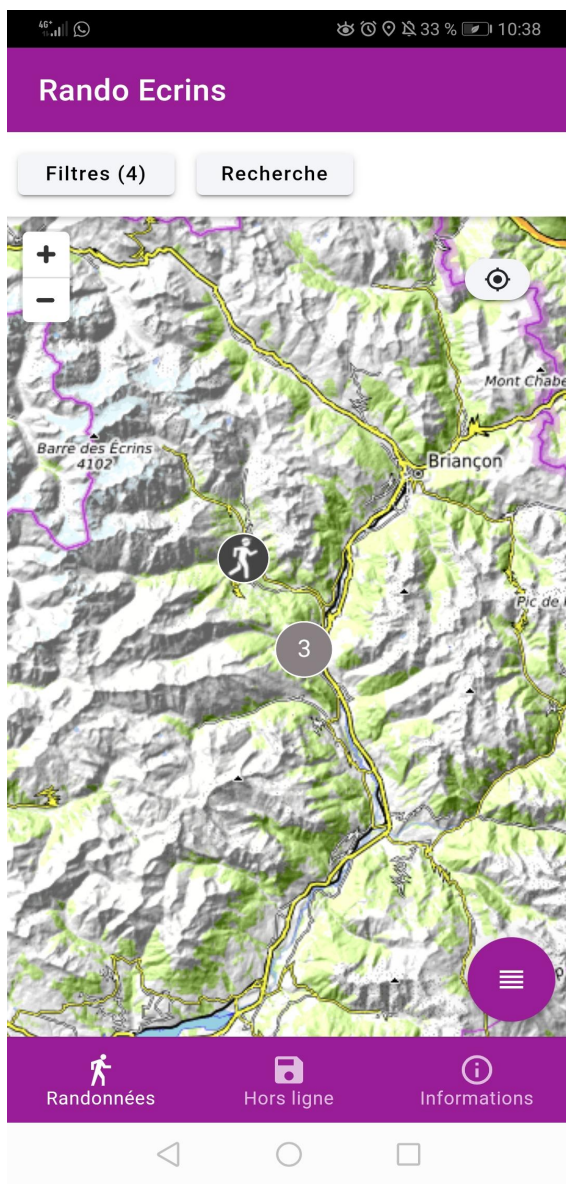 4G+ 33 % 10:38
Rando Ecrins
Filtres (4) Recherche
+
−
Mont Chabe
Barre des Écrins
4102
Briançon
Pic de
3
Randonnées Hors ligne Informations